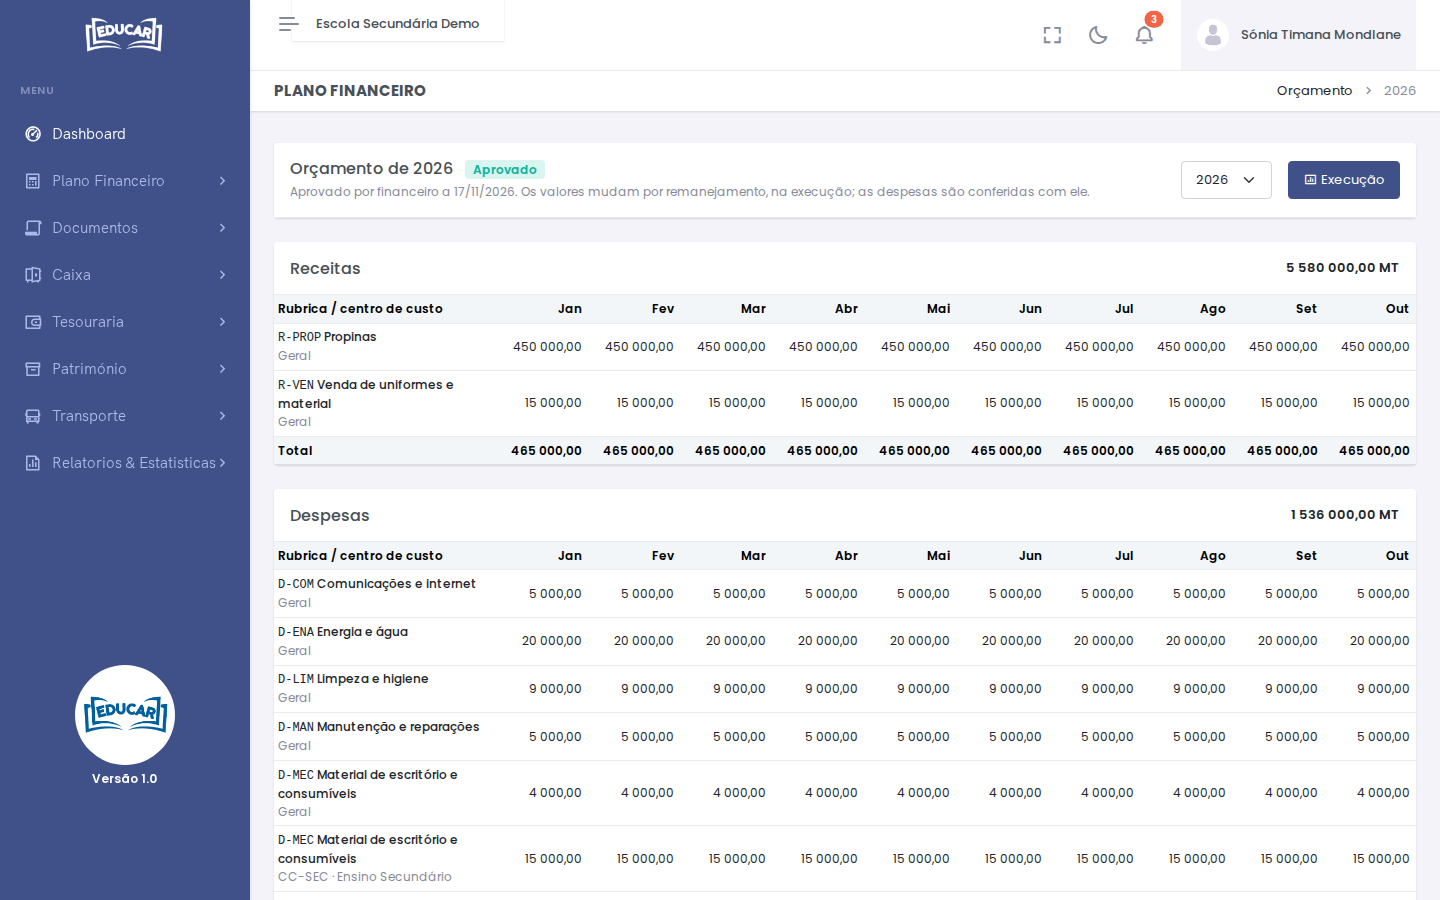 EDUCAR
MENU
Dashboard
Plano Financeiro
Documentos
Caixa
Tesouraria
Património
Transporte
Relatorios & Estatisticas
EDUCAR
Versão 1.0
Escola Secundária Demo
3
Sónia Timana Mondlane
PLANO FINANCEIRO
Orçamento > 2026
Orçamento de 2026 Aprovado
Aprovado por financeiro a 17/11/2026. Os valores mudam por remanejamento, na execução; as despesas são conferidas com ele.
2026
Execução
Receitas 5 580 000,00 MT
Rubrica / centro de custo Jan Fev Mar Abr Mai Jun Jul Ago Set Out
R-PROP Propinas
Geral
450 000,00 450 000,00 450 000,00 450 000,00 450 000,00 450 000,00 450 000,00 450 000,00 450 000,00 450 000,00
R-VEN Venda de uniformes e
material
Geral
15 000,00 15 000,00 15 000,00 15 000,00 15 000,00 15 000,00 15 000,00 15 000,00 15 000,00 15 000,00
Total 465 000,00 465 000,00 465 000,00 465 000,00 465 000,00 465 000,00 465 000,00 465 000,00 465 000,00 465 000,00
Despesas 1 536 000,00 MT
Rubrica / centro de custo Jan Fev Mar Abr Mai Jun Jul Ago Set Out
D-COM Comunicações e internet
Geral
5 000,00 5 000,00 5 000,00 5 000,00 5 000,00 5 000,00 5 000,00 5 000,00 5 000,00 5 000,00
D-ENA Energia e água
Geral
20 000,00 20 000,00 20 000,00 20 000,00 20 000,00 20 000,00 20 000,00 20 000,00 20 000,00 20 000,00
D-LIM Limpeza e higiene
Geral
9 000,00 9 000,00 9 000,00 9 000,00 9 000,00 9 000,00 9 000,00 9 000,00 9 000,00 9 000,00
D-MAN Manutenção e reparações
Geral
5 000,00 5 000,00 5 000,00 5 000,00 5 000,00 5 000,00 5 000,00 5 000,00 5 000,00 5 000,00
D-MEC Material de escritório e
consumíveis
Geral
4 000,00 4 000,00 4 000,00 4 000,00 4 000,00 4 000,00 4 000,00 4 000,00 4 000,00 4 000,00
D-MEC Material de escritório e
consumíveis
CC-SEC · Ensino Secundário
15 000,00 15 000,00 15 000,00 15 000,00 15 000,00 15 000,00 15 000,00 15 000,00 15 000,00 15 000,00